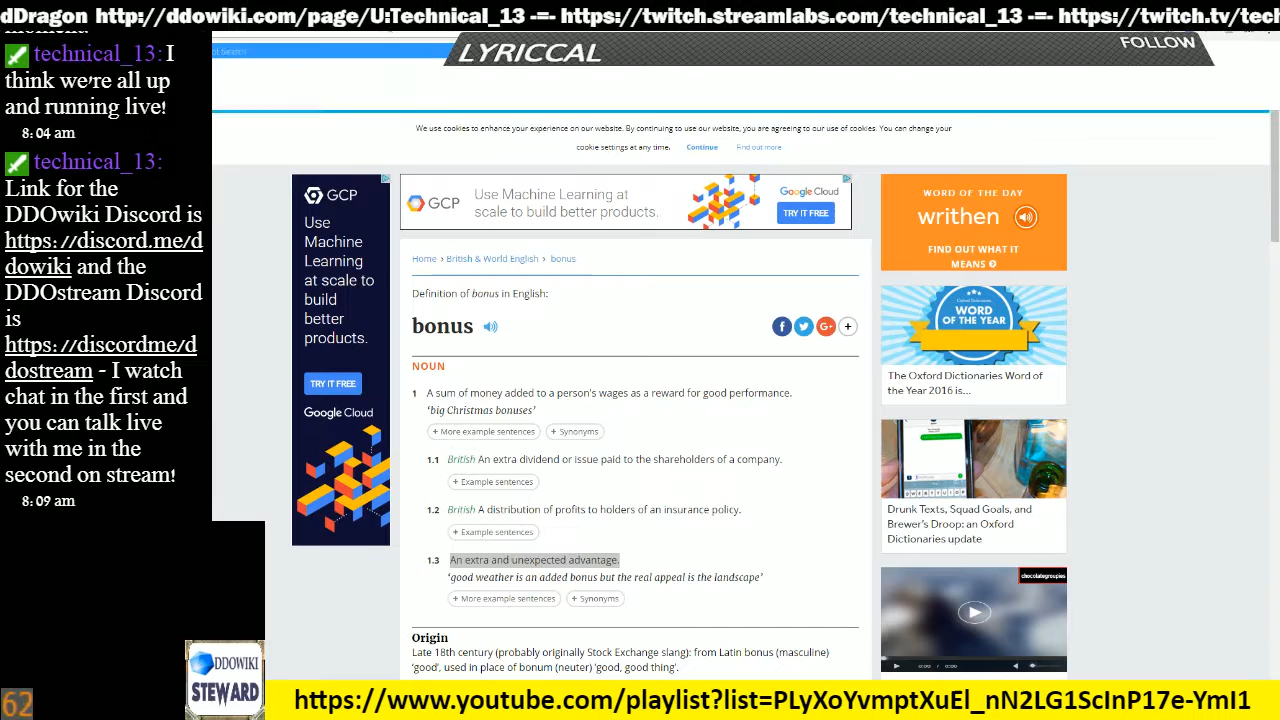 dDragon http://ddowiki.com/page/U:Technical_13 -=- https://twitch.streamlabs.com/technical_13 -=- https://twitch.tv/tech
technical_13: I
think we're all up
and running live!
8:04 am
technical_13:
Link for the
DDOwiki Discord is
https://discord.me/d
dowiki and the
DDOstream Discord
is
https://discordme/d
dostream - I watch
chat in the first and
you can talk live
with me in the
second on stream!
8:09 am
LYRICCAL
FOLLOW
We use cookies to enhance your experience on our website. By continuing to use our website, you are agreeing to our use of cookies. You can change your
cookie settings at any time. Continue Find out more
GCP
Use
Machine
Learning
at scale to
build
better
products.
TRY IT FREE
Google Cloud
GCP
Use Machine Learning at
scale to build better products.
Google Cloud
TRY IT FREE
Home › British & World English › bonus
Definition of bonus in English:
bonus
NOUN
1 A sum of money added to a person's wages as a reward for good performance.
‘big Christmas bonuses’
+ More example sentences + Synonyms
1.1 British An extra dividend or issue paid to the shareholders of a company.
+ Example sentences
1.2 British A distribution of profits to holders of an insurance policy.
+ Example sentences
1.3 An extra and unexpected advantage.
‘good weather is an added bonus but the real appeal is the landscape’
+ More example sentences + Synonyms
Origin
Late 18th century (probably originally Stock Exchange slang): from Latin bonus (masculine)
‘good’, used in place of bonum (neuter) ‘good, good thing’.
WORD OF THE DAY
writhen
FIND OUT WHAT IT
MEANS
Oxford Dictionaries
WORD
OF THE YEAR
The Oxford Dictionaries Word of
the Year 2016 is...
Drunk Texts, Squad Goals, and
Brewer's Droop: an Oxford
Dictionaries update
chocolategroupies
0:00 / 0:00
DDOWIKI
STEWARD
62
https://www.youtube.com/playlist?list=PLyXoYvmptXuEl_nN2LG1ScInP17e-YmI1